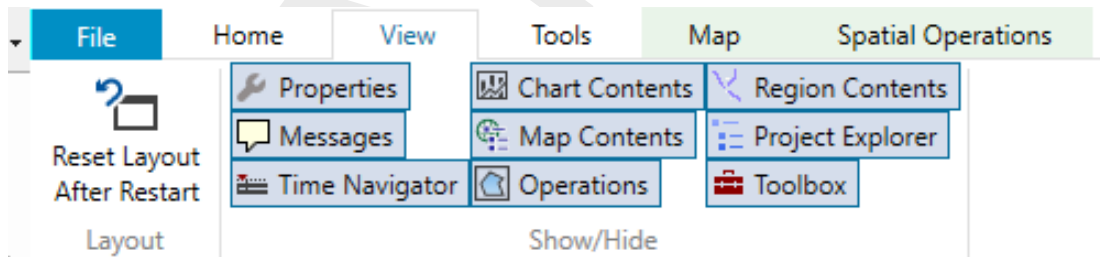 File Home View Tools Map Spatial Operations
Reset Layout
After Restart
Properties Chart Contents Region Contents
Messages Map Contents Project Explorer
Time Navigator Operations Toolbox
Layout Show/Hide